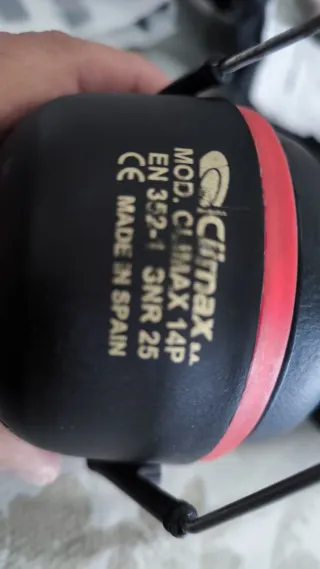 Climax S.A.
MOD. CLIMAX 14P
EN 352-1 SNR 25
CE MADE IN SPAIN